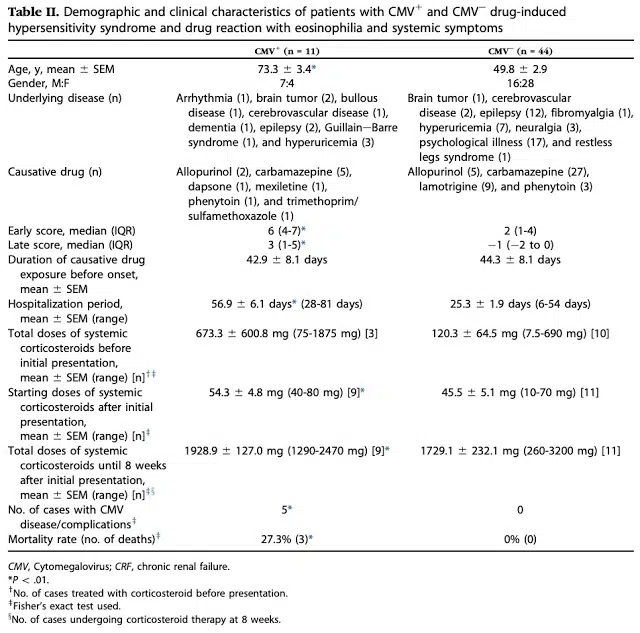 Table II. Demographic and clinical characteristics of patients with CMV⁺ and CMV⁻ drug-induced
hypersensitivity syndrome and drug reaction with eosinophilia and systemic symptoms
CMV⁺ (n = 11) CMV⁻ (n = 44)
Age, y, mean ± SEM 73.3 ± 3.4* 49.8 ± 2.9
Gender, M:F 7:4 16:28
Underlying disease (n) Arrhythmia (1), brain tumor (2), bullous Brain tumor (1), cerebrovascular
disease (1), cerebrovascular disease (1), disease (2), epilepsy (12), fibromyalgia (1),
dementia (1), epilepsy (2), Guillain—Barre hyperuricemia (7), neuralgia (3),
syndrome (1), and hyperuricemia (3) psychological illness (17), and restless
legs syndrome (1)
Causative drug (n) Allopurinol (2), carbamazepine (5), Allopurinol (5), carbamazepine (27),
dapsone (1), mexiletine (1), lamotrigine (9), and phenytoin (3)
phenytoin (1), and trimethoprim/
sulfamethoxazole (1)
Early score, median (IQR) 6 (4-7)* 2 (1-4)
Late score, median (IQR) 3 (1-5)* −1 (−2 to 0)
Duration of causative drug 42.9 ± 8.1 days 44.3 ± 8.1 days
exposure before onset,
mean ± SEM
Hospitalization period, 56.9 ± 6.1 days* (28-81 days) 25.3 ± 1.9 days (6-54 days)
mean ± SEM (range)
Total doses of systemic 673.3 ± 600.8 mg (75-1875 mg) [3] 120.3 ± 64.5 mg (7.5-690 mg) [10]
corticosteroids before
initial presentation,
mean ± SEM (range) [n]†‡
Starting doses of systemic 54.3 ± 4.8 mg (40-80 mg) [9]* 45.5 ± 5.1 mg (10-70 mg) [11]
corticosteroids after initial
presentation,
mean ± SEM (range) [n]‡
Total doses of systemic 1928.9 ± 127.0 mg (1290-2470 mg) [9]* 1729.1 ± 232.1 mg (260-3200 mg) [11]
corticosteroids until 8 weeks
after initial presentation,
mean ± SEM (range) [n]‡§
No. of cases with CMV 5* 0
disease/complications‡
Mortality rate (no. of deaths)‡ 27.3% (3)* 0% (0)
CMV, Cytomegalovirus; CRF, chronic renal failure.
*P < .01.
†No. of cases treated with corticosteroid before presentation.
‡Fisher's exact test used.
§No. of cases undergoing corticosteroid therapy at 8 weeks.